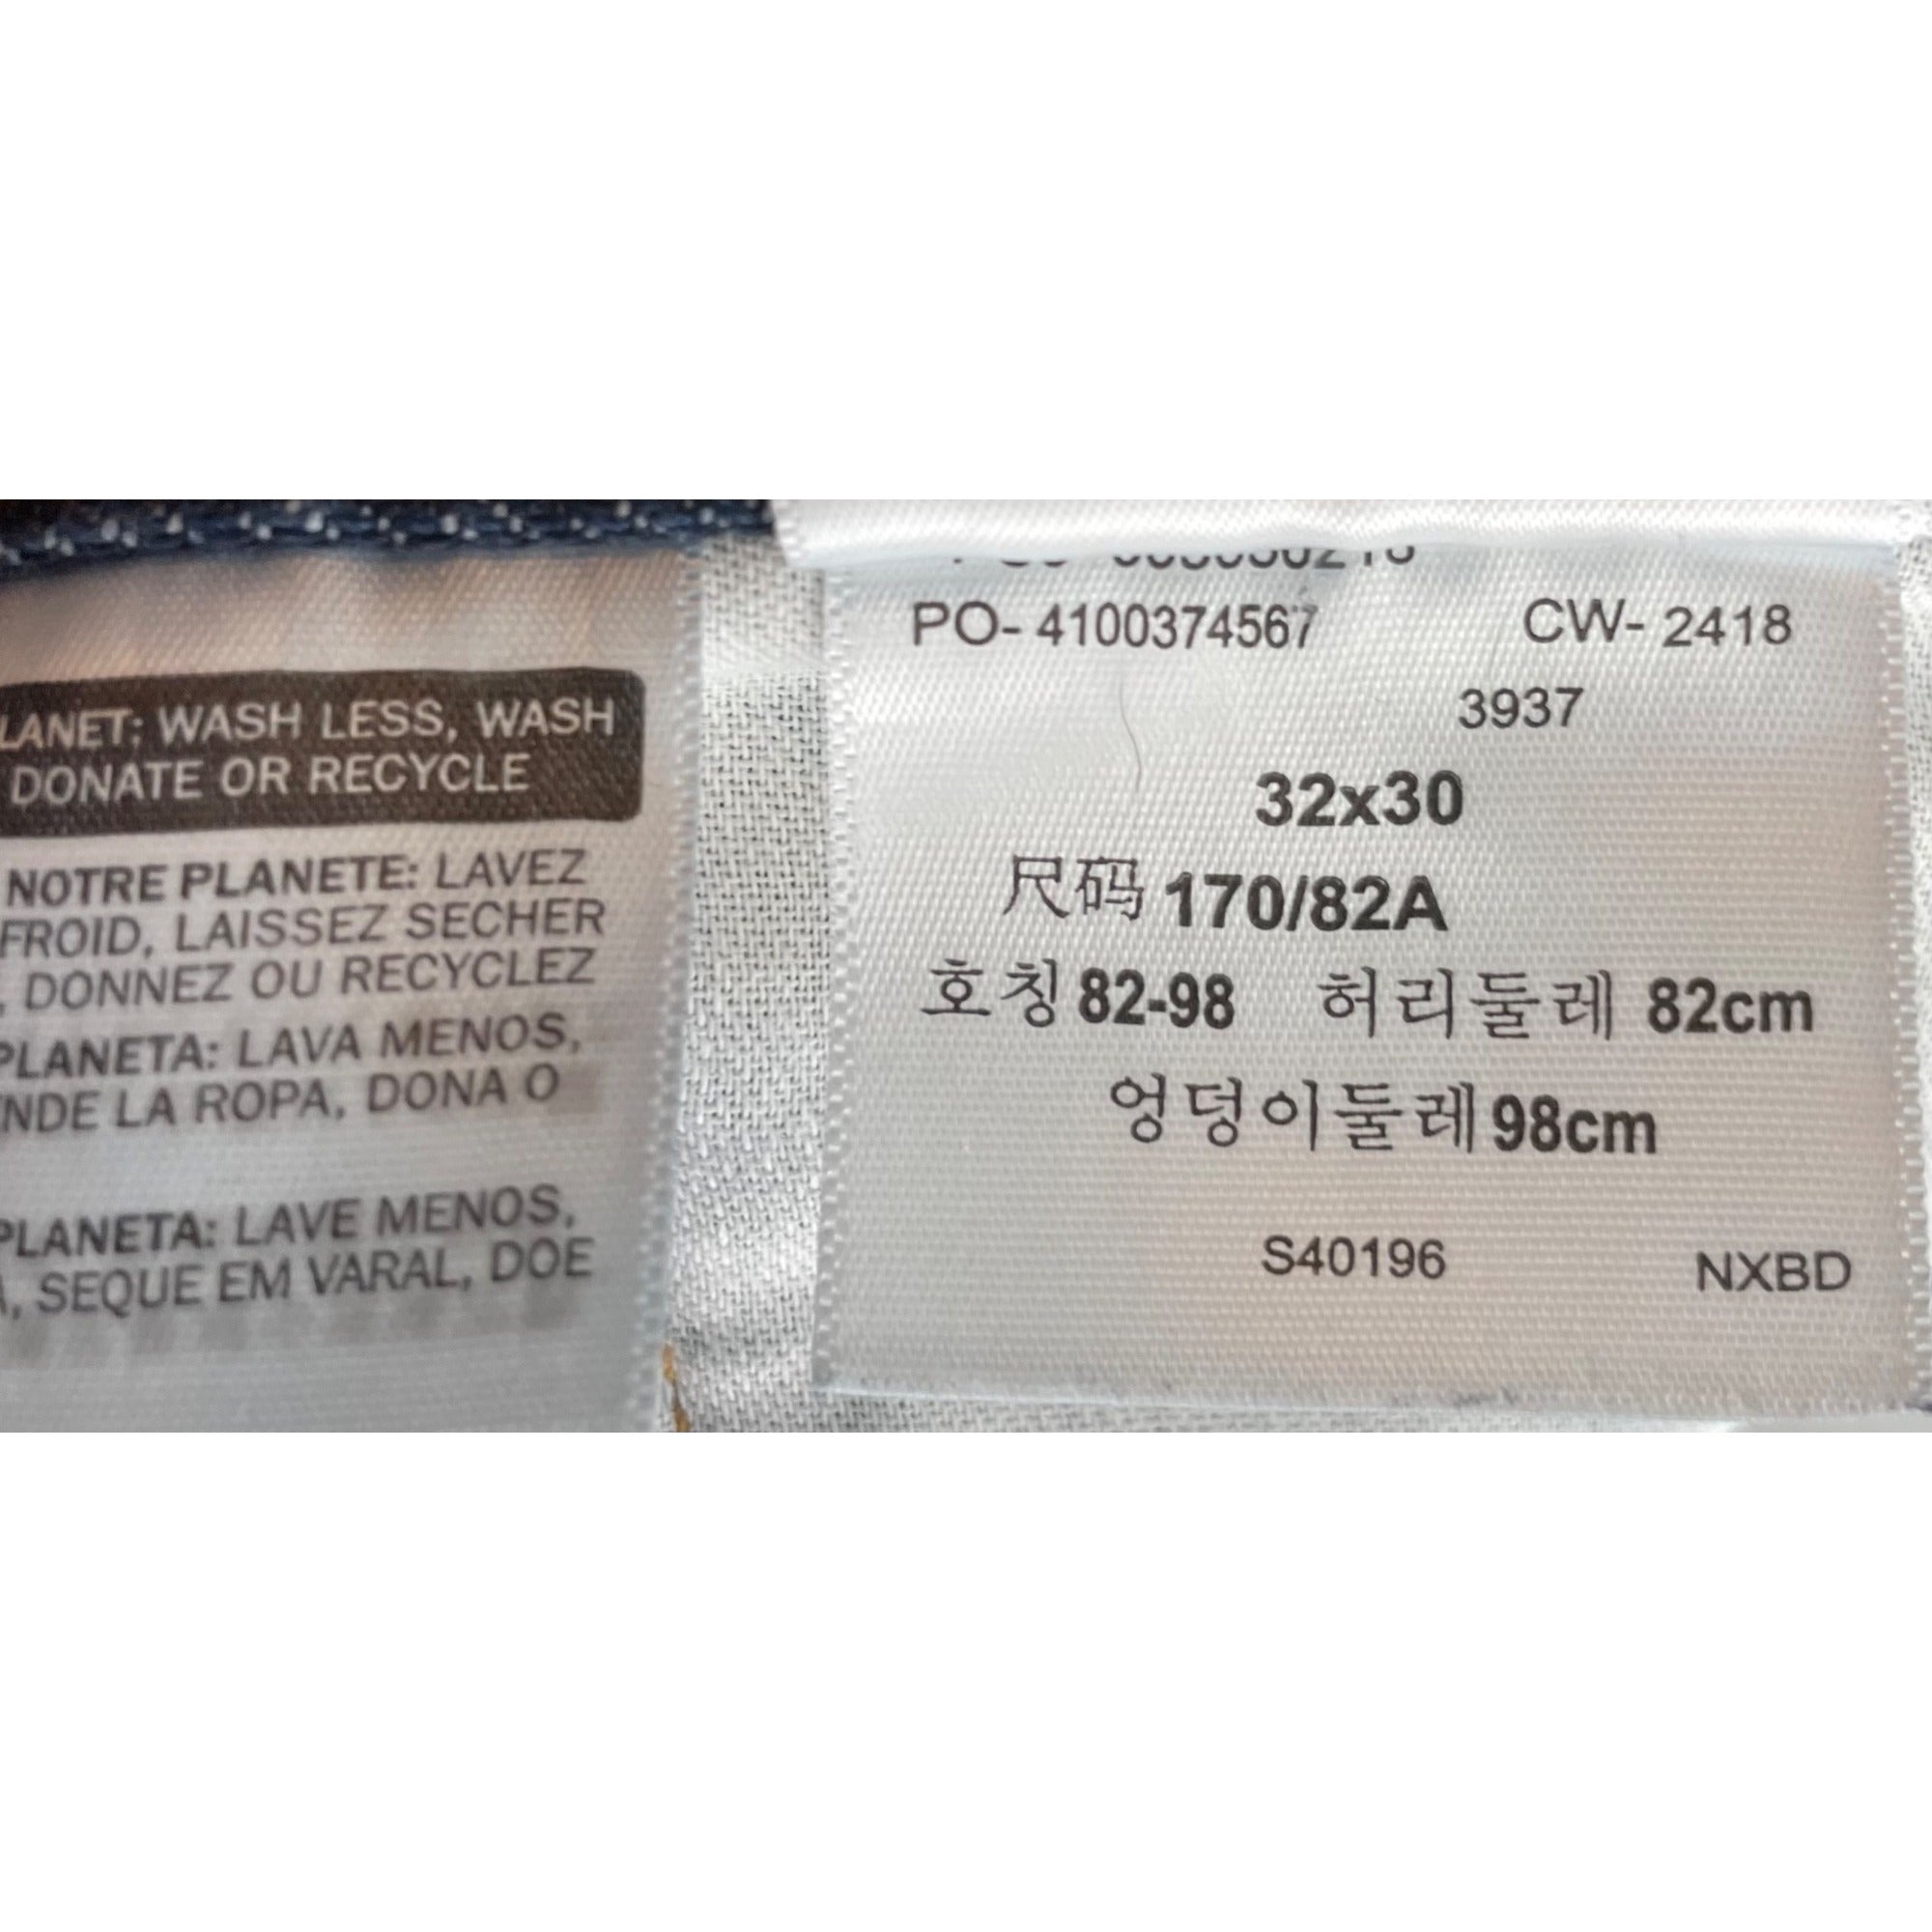 LANET: WASH LESS, WASH
DONATE OR RECYCLE
NOTRE PLANETE: LAVEZ
FROID, LAISSEZ SECHER
, DONNEZ OU RECYCLEZ
PLANETA: LAVA MENOS,
NDE LA ROPA, DONA O
PLANETA: LAVE MENOS,
, SEQUE EM VARAL, DOE
PO- 4100374567 CW- 2418
3937
32x30
尺码 170/82A
호칭 82-98 허리둘레 82cm
엉덩이둘레 98cm
S40196 NXBD